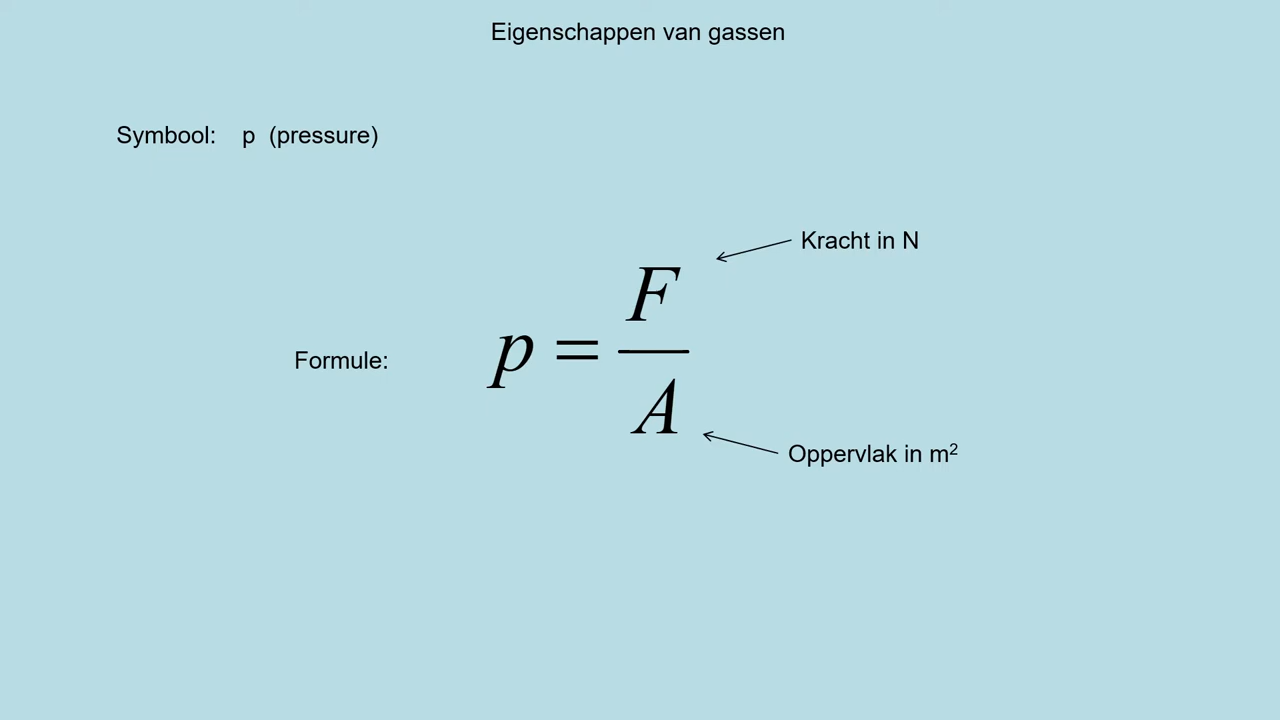 Eigenschappen van gassen
Symbool: p (pressure)
Kracht in N
Formule: p = F / A
Oppervlak in m²